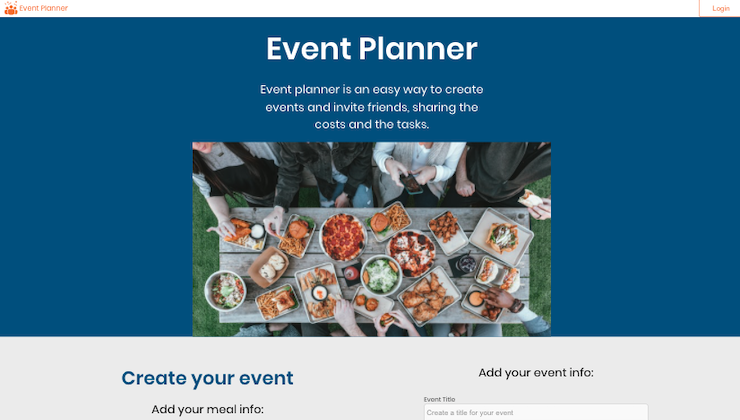 Event Planner
Login
Event Planner
Event planner is an easy way to create
events and invite friends, sharing the
costs and the tasks.
Create your event
Add your meal info:
Add your event info:
Event Title
Create a title for your event